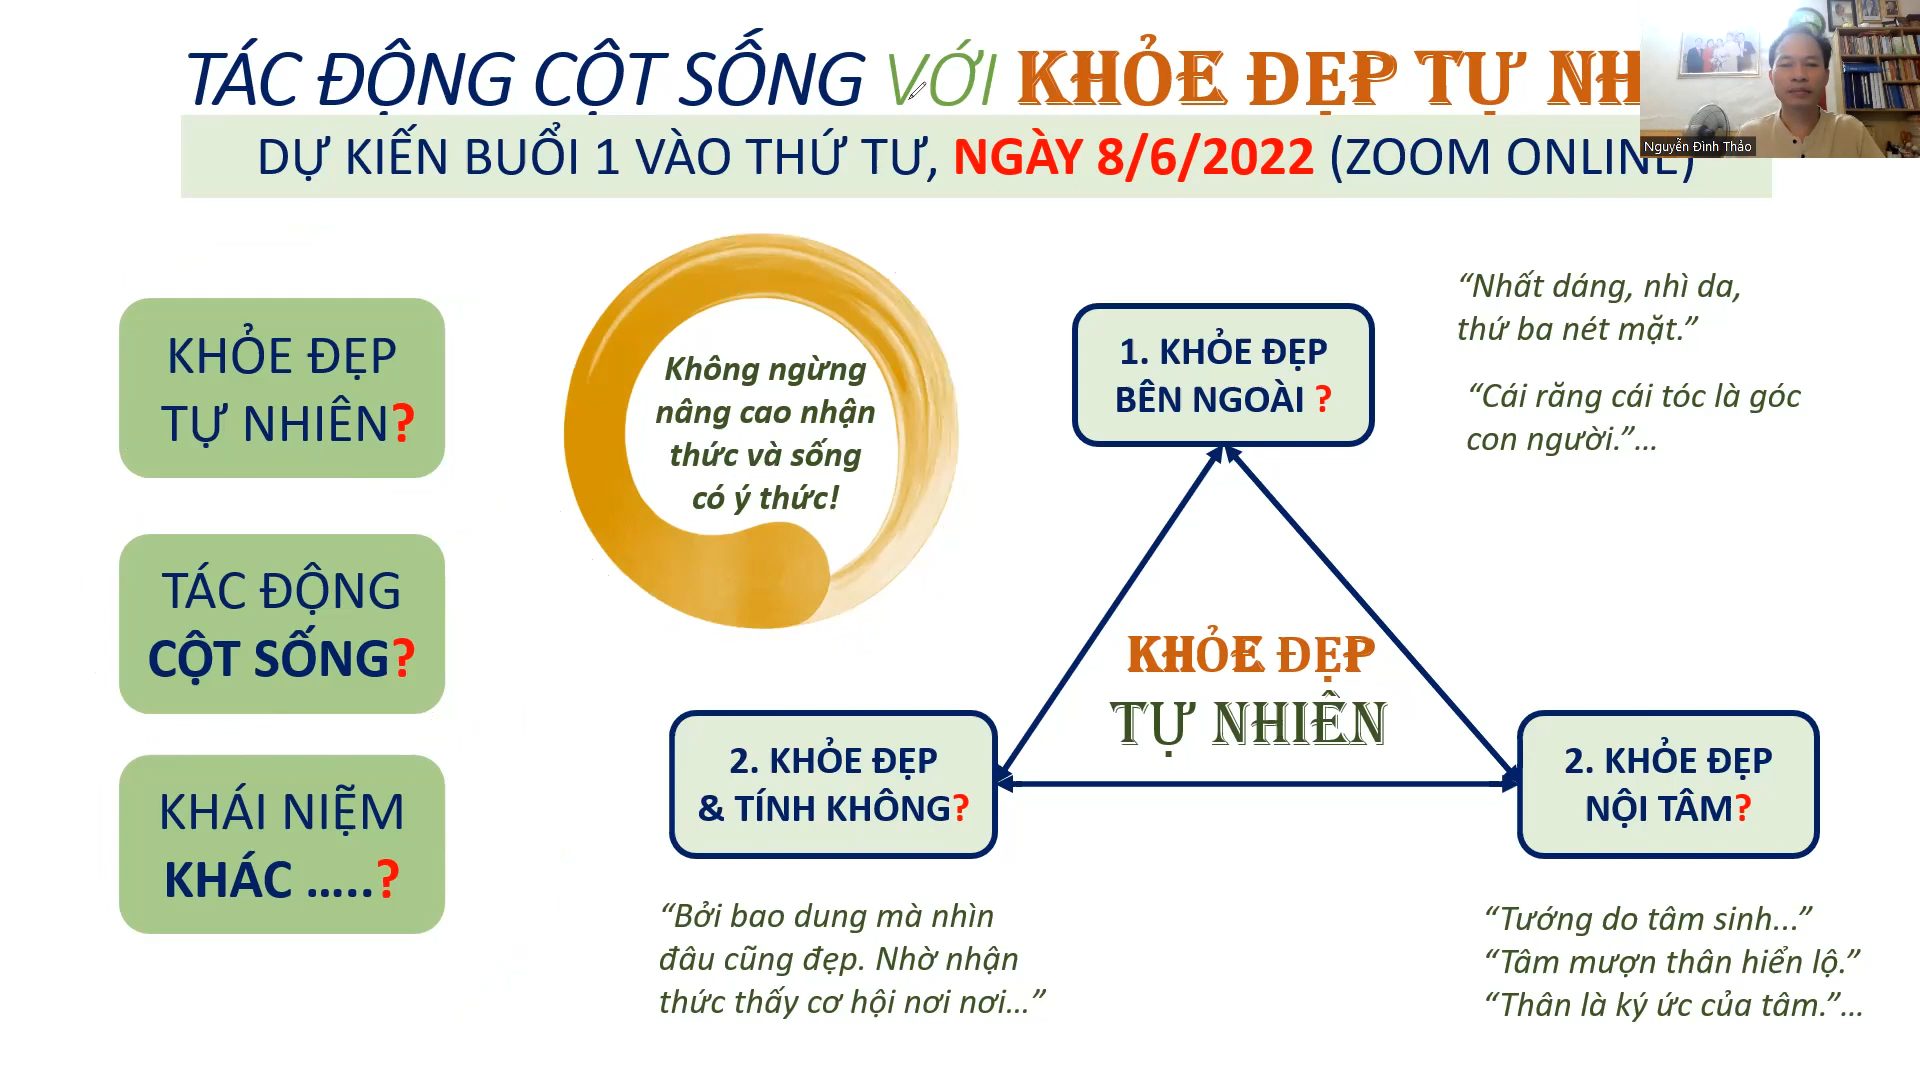 TÁC ĐỘNG CỘT SỐNG VỚI KHỎE ĐẸP TỰ NH
Nguyễn Đình Thảo
DỰ KIẾN BUỔI 1 VÀO THỨ TƯ, NGÀY 8/6/2022 (ZOOM ONLINE)
KHỎE ĐẸP
TỰ NHIÊN?
TÁC ĐỘNG
CỘT SỐNG?
KHÁI NIỆM
KHÁC .....?
Không ngừng
nâng cao nhận
thức và sống
có ý thức!
1. KHỎE ĐẸP
BÊN NGOÀI ?
“Nhất dáng, nhì da,
thứ ba nét mặt.”
“Cái răng cái tóc là góc
con người.”...
KHỎE ĐẸP
TỰ NHIÊN
2. KHỎE ĐẸP
& TÍNH KHÔNG?
2. KHỎE ĐẸP
NỘI TÂM?
“Bởi bao dung mà nhìn
đâu cũng đẹp. Nhờ nhận
thức thấy cơ hội nơi nơi...”
“Tướng do tâm sinh...”
“Tâm mượn thân hiển lộ.”
“Thân là ký ức của tâm.”...